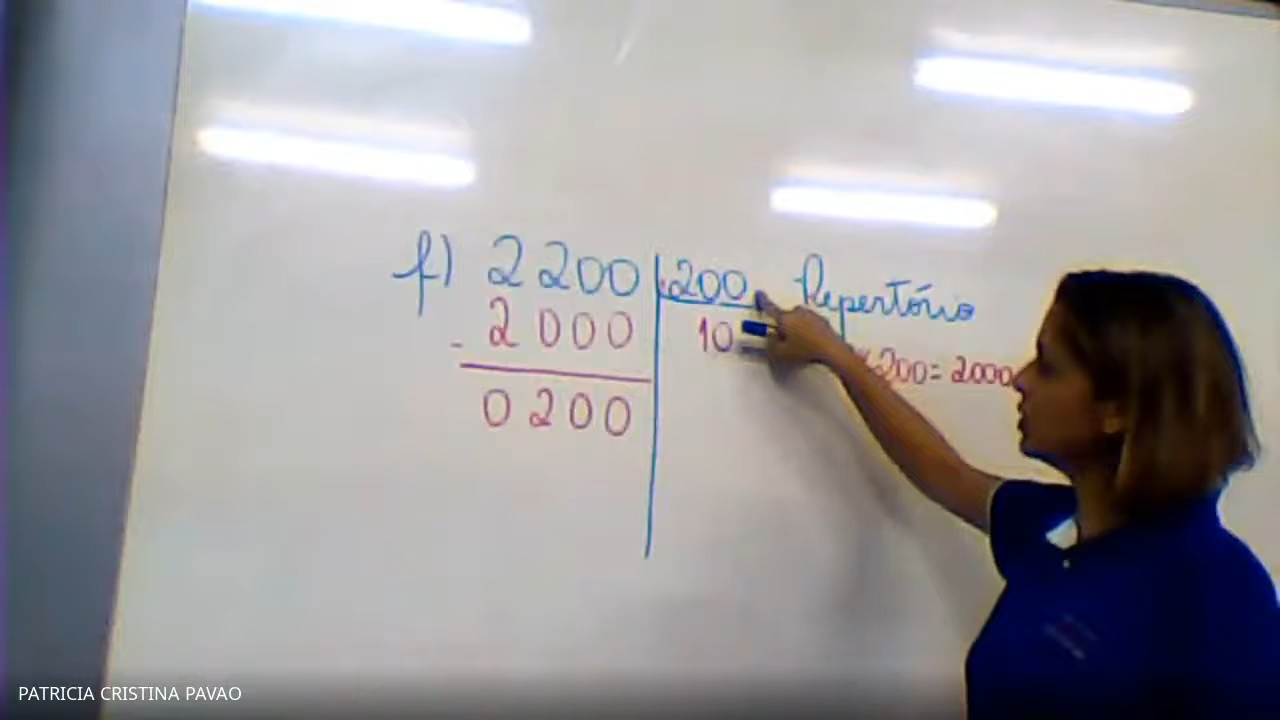 f) 2200 200 Repertório
- 2000 10
200 = 2000
0200
PATRICIA CRISTINA PAVAO